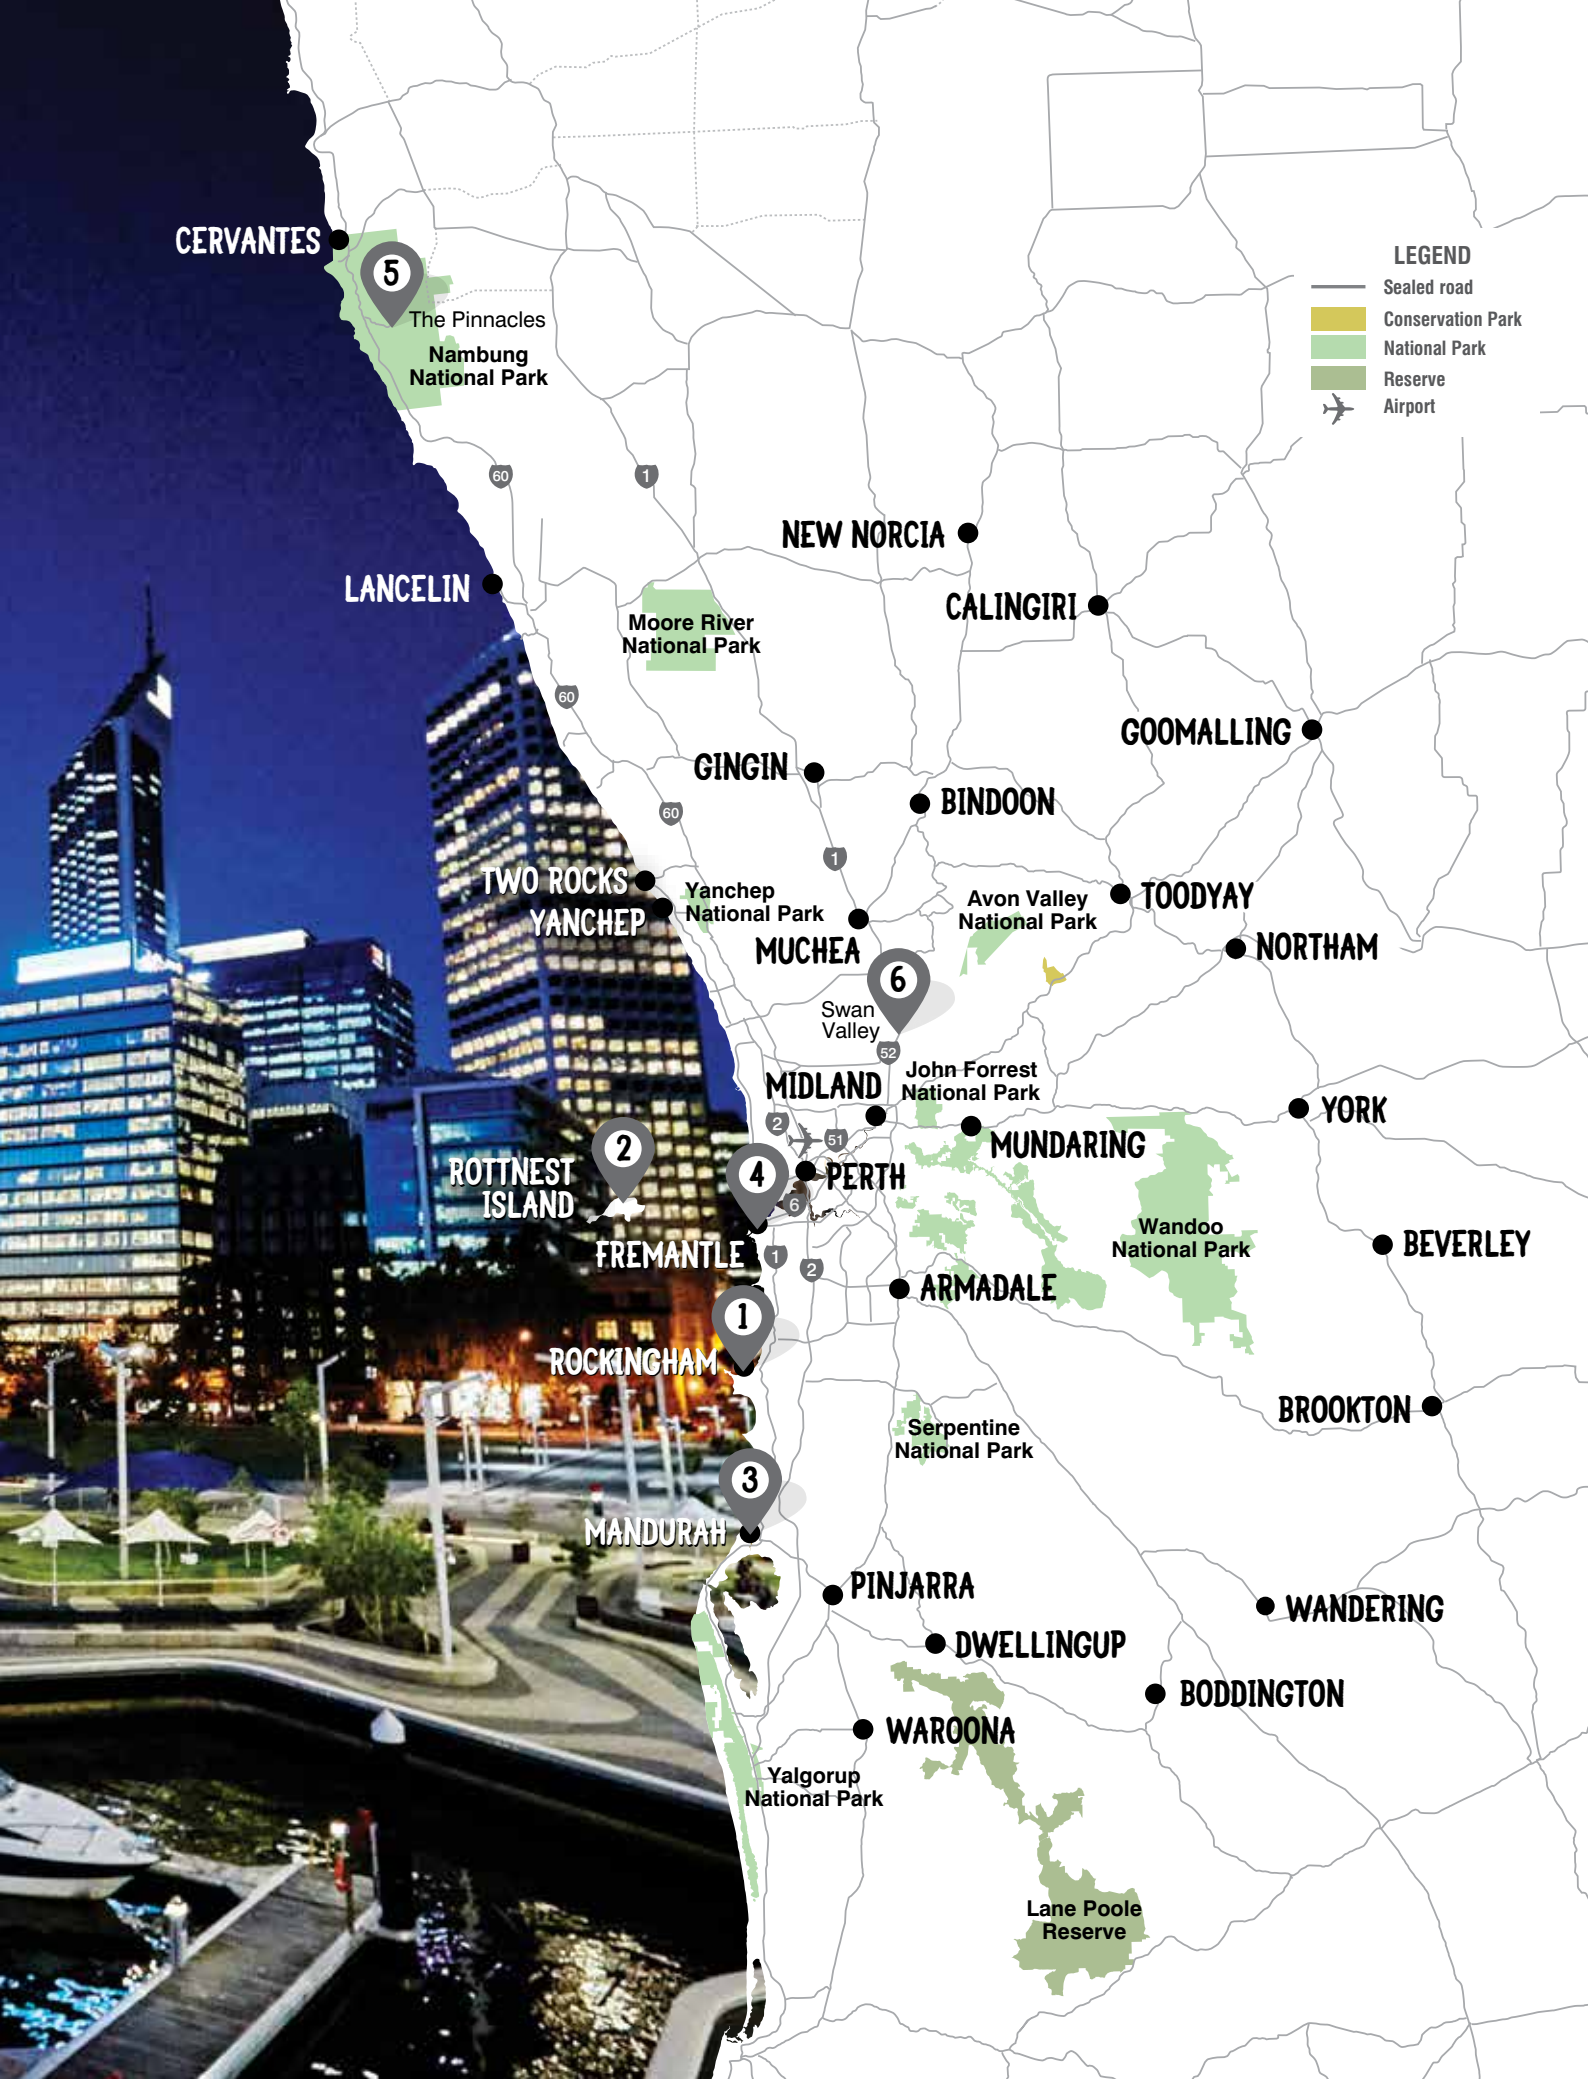 CERVANTES
5
The Pinnacles
Nambung
National Park
LEGEND
Sealed road
Conservation Park
National Park
Reserve
Airport
60
1
NEW NORCIA
LANCELIN
CALINGIRI
Moore River
National Park
60
GOOMALLING
GINGIN
BINDOON
60
1
TWO ROCKS
YANCHEP
Yanchep
National Park
MUCHEA
Avon Valley
National Park
TOODYAY
NORTHAM
6
Swan
Valley
52
John Forrest
National Park
MIDLAND
YORK
2
51
MUNDARING
2
ROTTNEST
ISLAND
4
PERTH
6
FREMANTLE
1
2
Wandoo
National Park
BEVERLEY
ARMADALE
1
ROCKINGHAM
BROOKTON
Serpentine
National Park
3
MANDURAH
PINJARRA
WANDERING
DWELLINGUP
BODDINGTON
WAROONA
Yalgorup
National Park
Lane Poole
Reserve